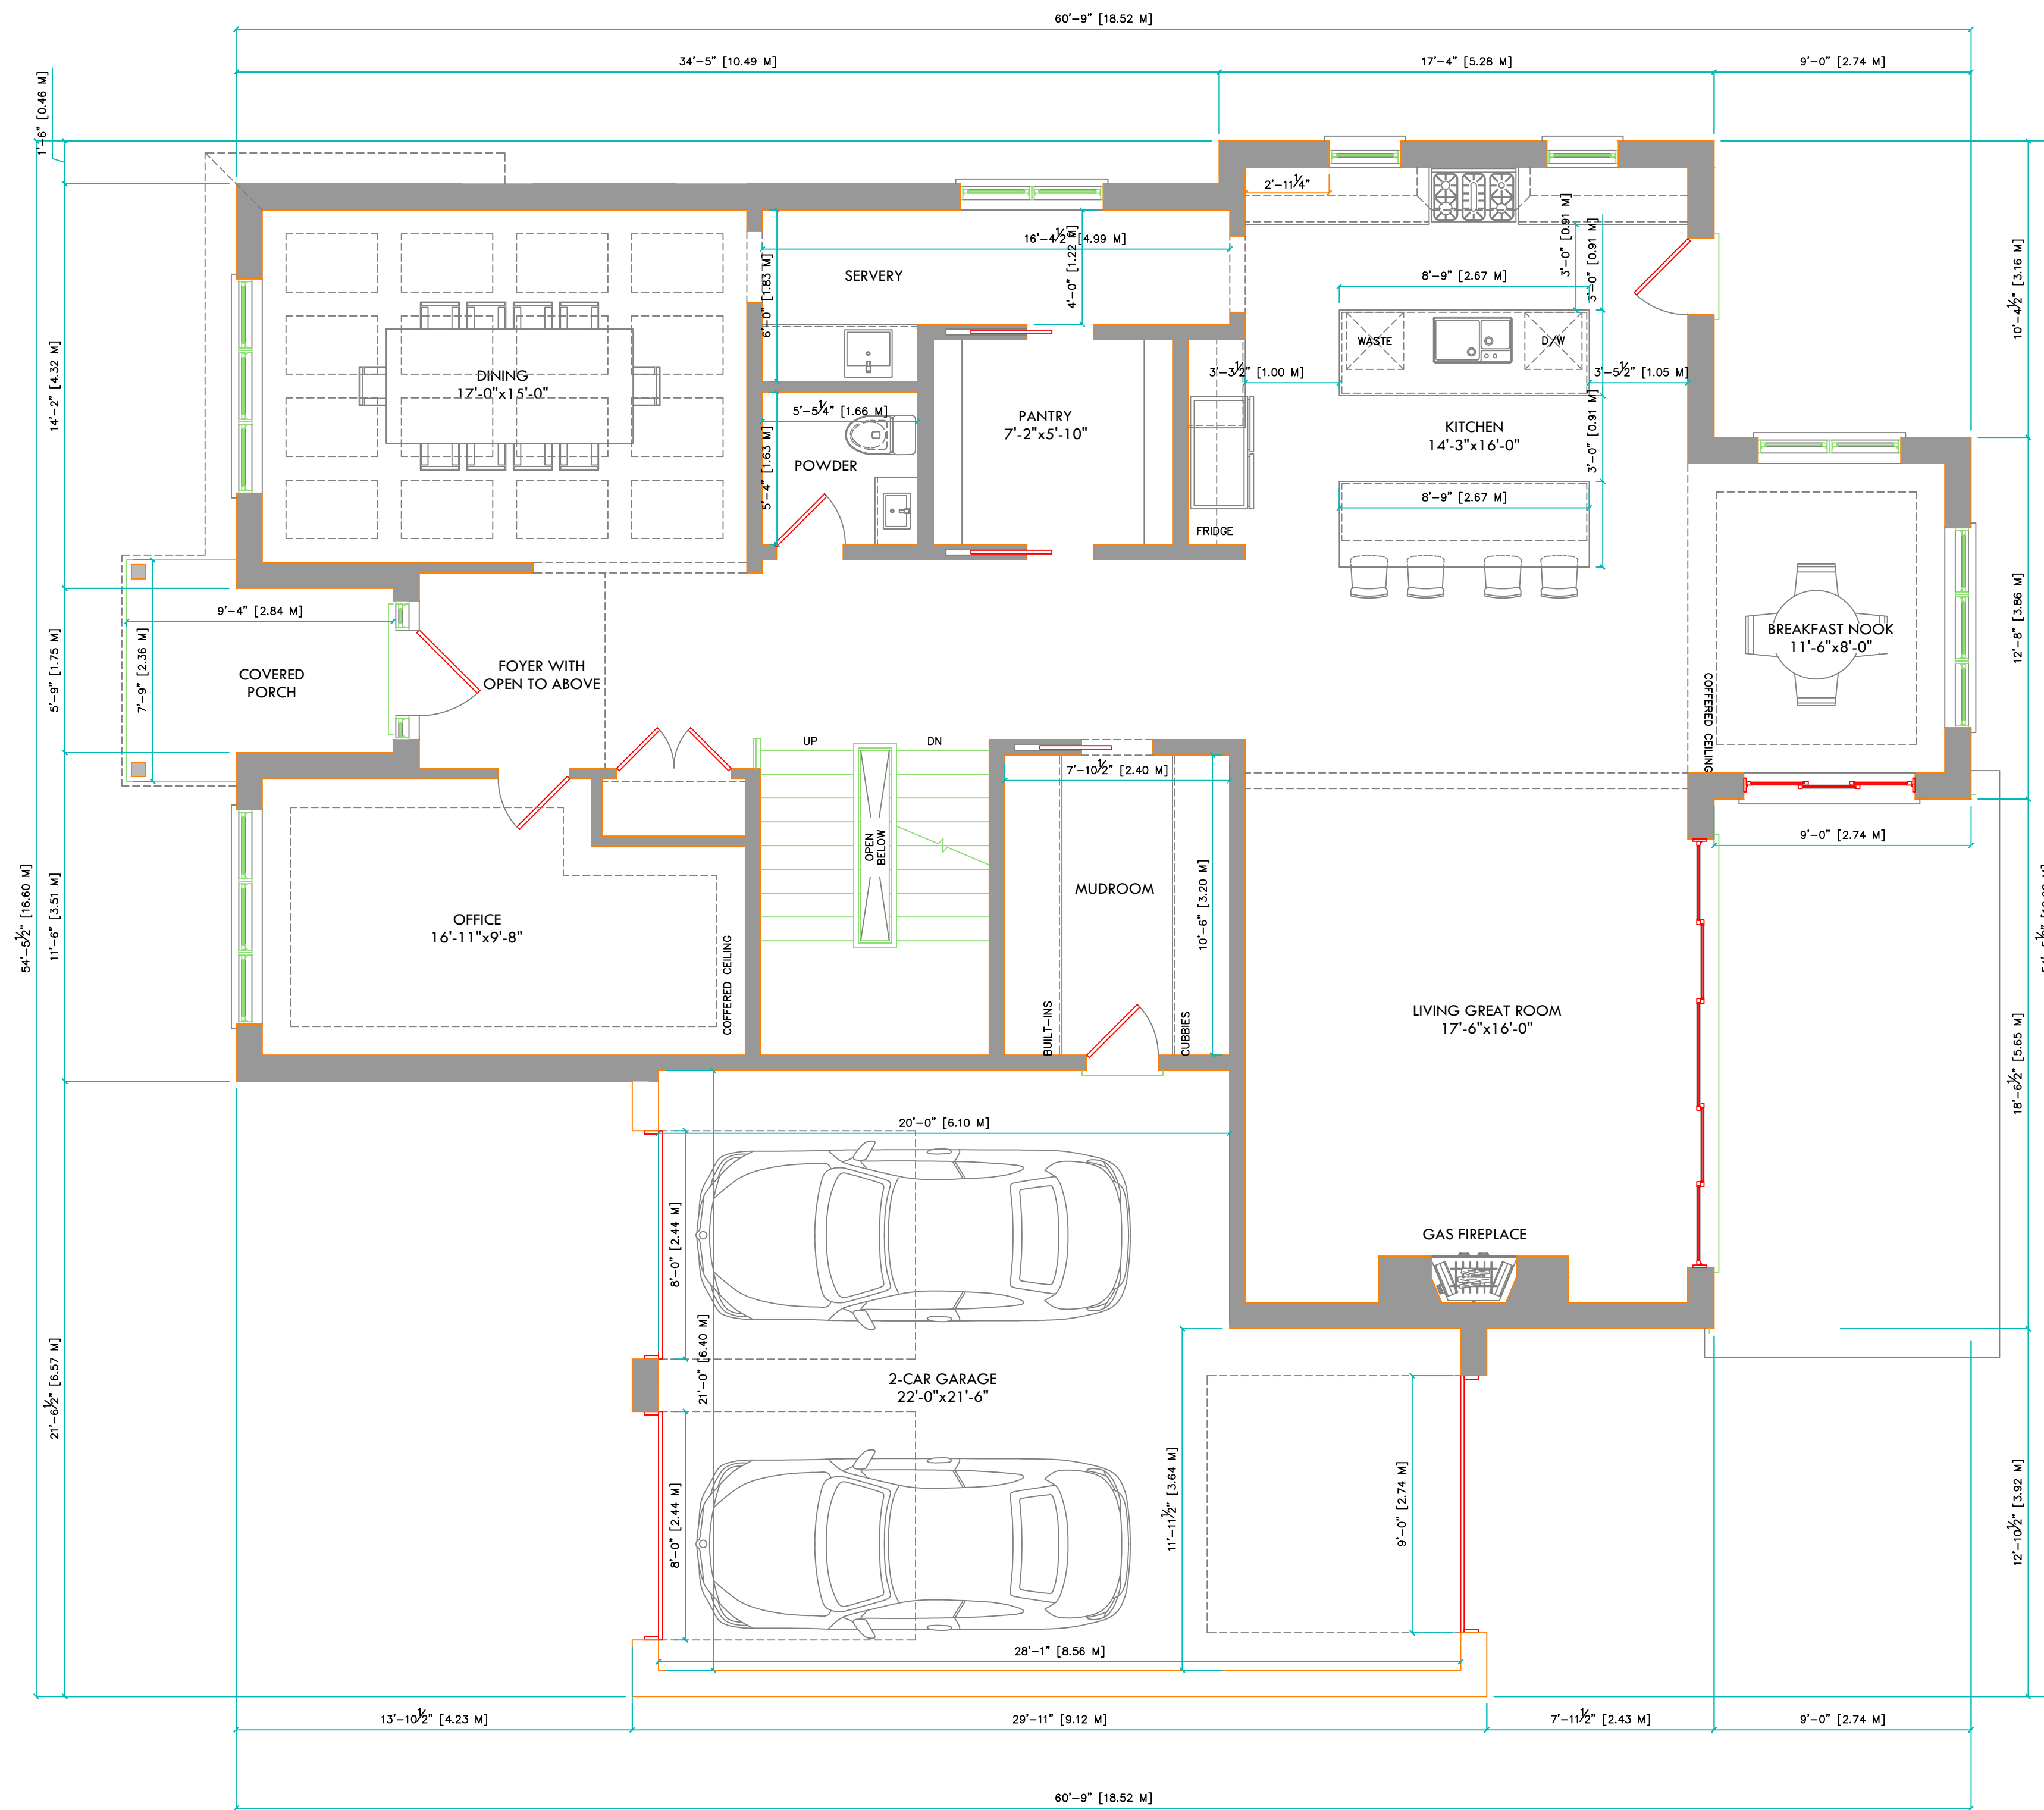 60'-9" [18.52 M]
34'-5" [10.49 M]
17'-4" [5.28 M]
9'-0" [2.74 M]
1'-6" [0.46 M]
2'-11¼"
16'-4½" [4.99 M]
SERVERY
6'-0" [1.83 M]
4'-0" [1.22 M]
3'-0" [0.91 M]
3'-0" [0.91 M]
8'-9" [2.67 M]
10'-4½" [3.16 M]
WASTE
D/W
DINING
17'-0"x15'-0"
14'-2" [4.32 M]
3'-3½" [1.00 M]
3'-5½" [1.05 M]
5'-5¼" [1.66 M]
PANTRY
7'-2"x5'-10"
KITCHEN
14'-3"x16'-0"
3'-0" [0.91 M]
POWDER
5'-4" [1.63 M]
8'-9" [2.67 M]
FRIDGE
9'-4" [2.84 M]
12'-8" [3.86 M]
BREAKFAST NOOK
11'-6"x8'-0"
5'-9" [1.75 M]
7'-9" [2.36 M]
COVERED
PORCH
FOYER WITH
OPEN TO ABOVE
COFFERED CEILING
UP
DN
7'-10½" [2.40 M]
OPEN
BELOW
9'-0" [2.74 M]
MUDROOM
10'-6" [3.20 M]
54'-5½" [16.60 M]
11'-6" [3.51 M]
OFFICE
16'-11"x9'-8"
COFFERED CEILING
BUILT-INS
CUBBIES
LIVING GREAT ROOM
17'-6"x16'-0"
18'-6½" [5.65 M]
20'-0" [6.10 M]
8'-0" [2.44 M]
GAS FIREPLACE
21'-0" [6.40 M]
2-CAR GARAGE
22'-0"x21'-6"
21'-6½" [6.57 M]
8'-0" [2.44 M]
11'-11½" [3.64 M]
9'-0" [2.74 M]
12'-10½" [3.92 M]
28'-1" [8.56 M]
13'-10½" [4.23 M]
29'-11" [9.12 M]
7'-11½" [2.43 M]
9'-0" [2.74 M]
60'-9" [18.52 M]